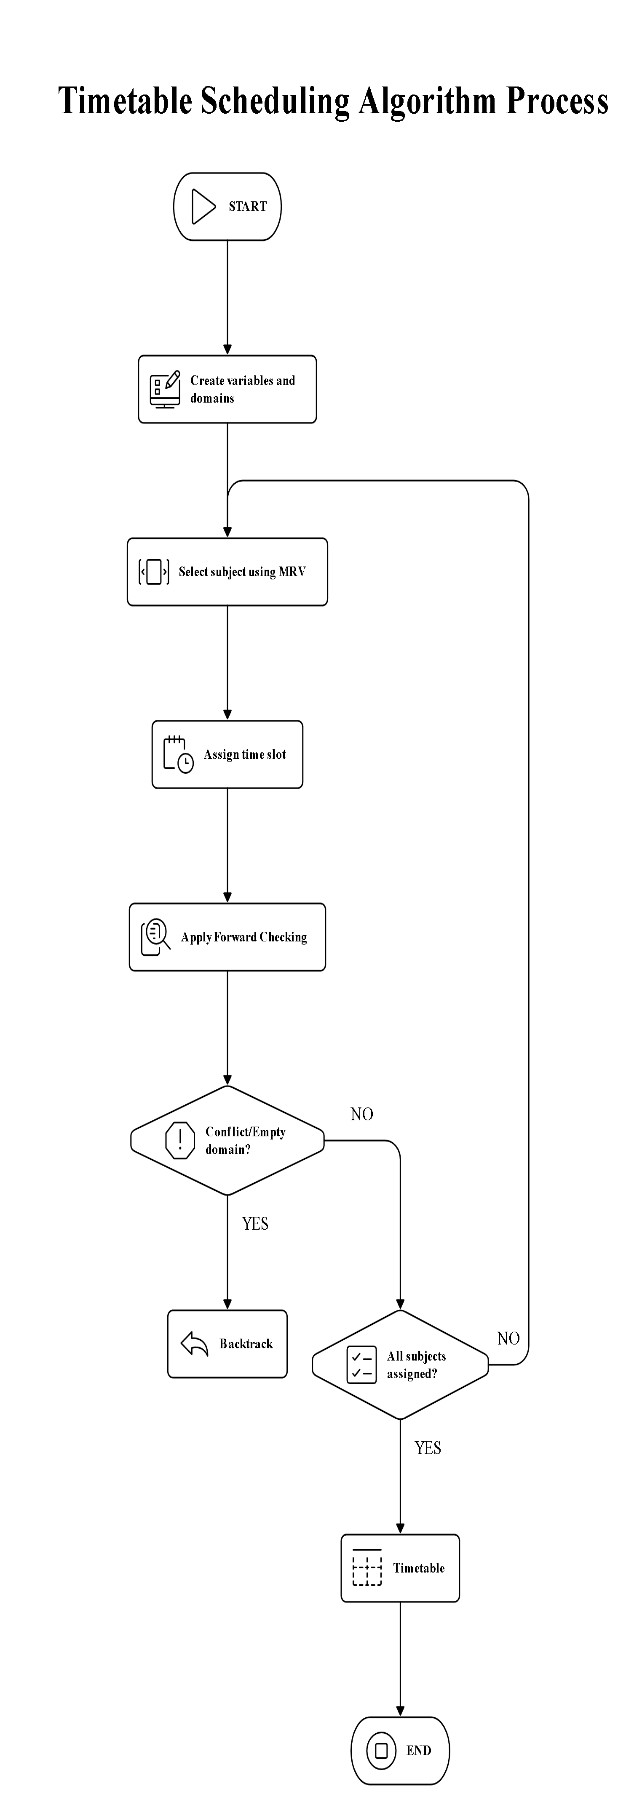 Timetable Scheduling Algorithm Process
START
Create variables and
domains
Select subject using MRV
Assign time slot
Apply Forward Checking
Conflict/Empty
domain?
NO
YES
Backtrack
All subjects
assigned?
NO
YES
Timetable
END